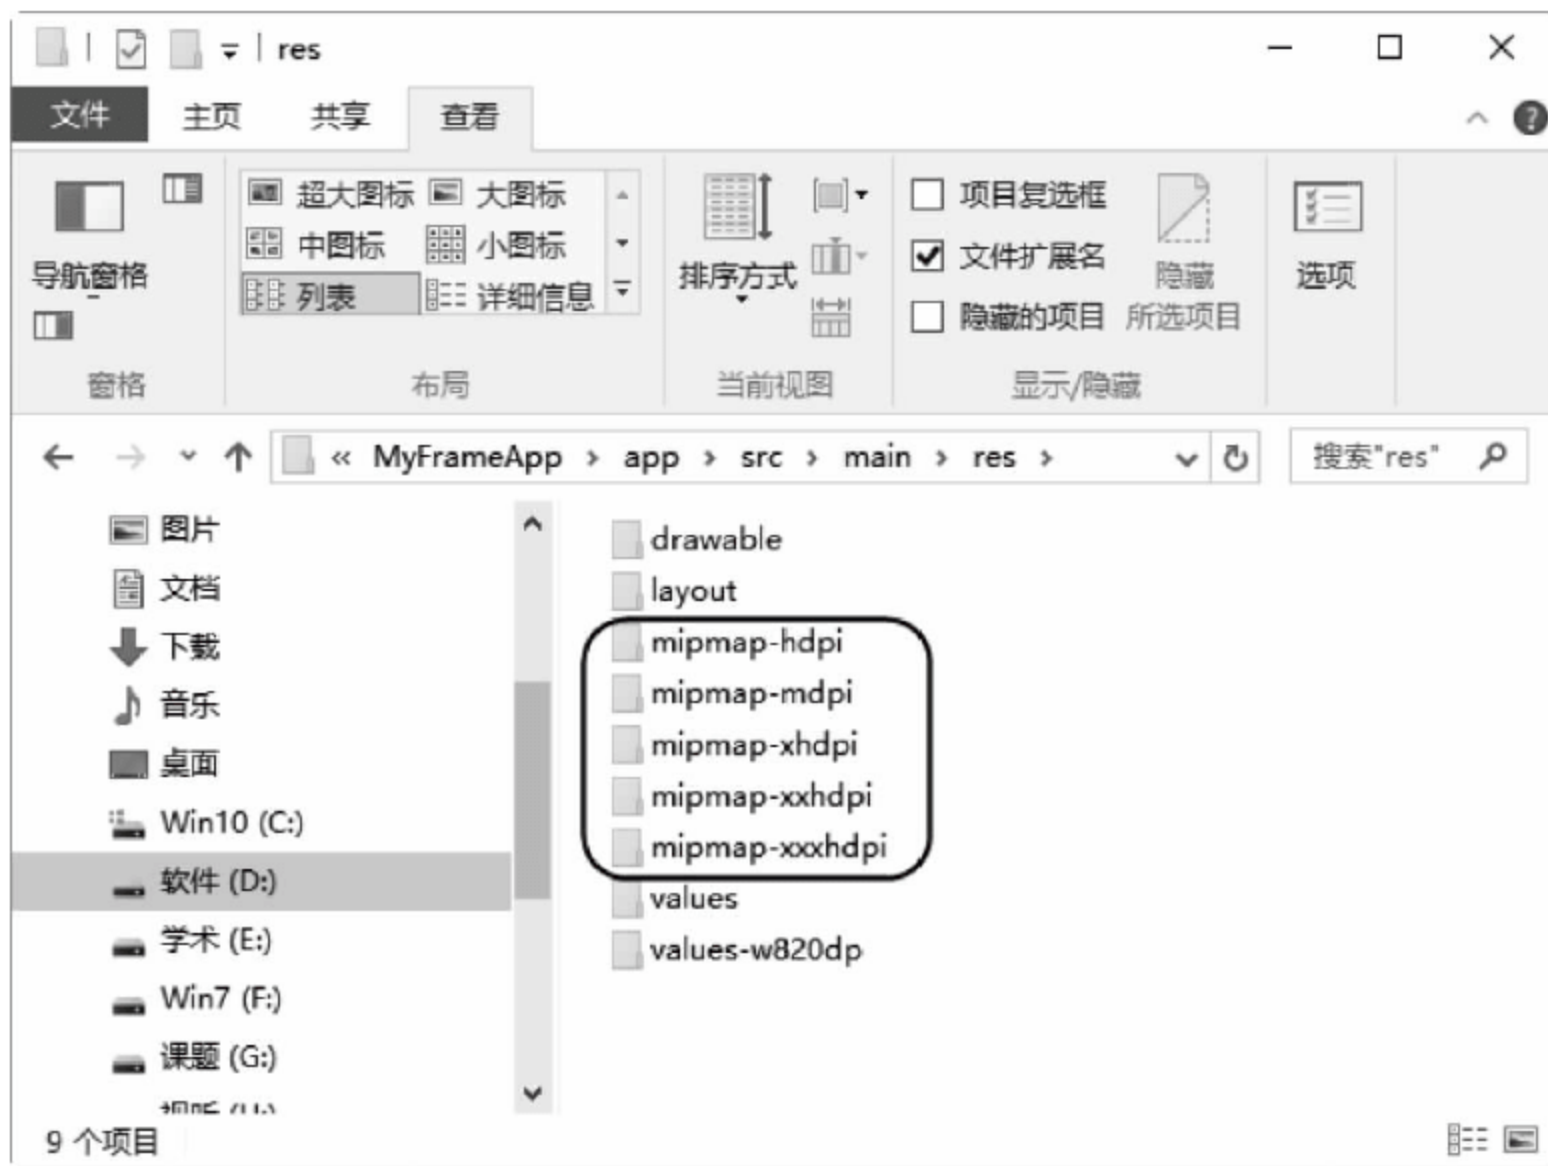 res
文件 主页 共享 查看
超大图标 大图标 项目复选框
中图标 小图标 文件扩展名
导航窗格 排序方式 隐藏 选项
列表 详细信息 隐藏的项目 所选项目
窗格 布局 当前视图 显示/隐藏
« MyFrameApp › app › src › main › res › 搜索"res"
图片
文档
下载
音乐
桌面
Win10 (C:)
软件 (D:)
学术 (E:)
Win7 (F:)
课题 (G:)
drawable
layout
mipmap-hdpi
mipmap-mdpi
mipmap-xhdpi
mipmap-xxhdpi
mipmap-xxxhdpi
values
values-w820dp
9 个项目